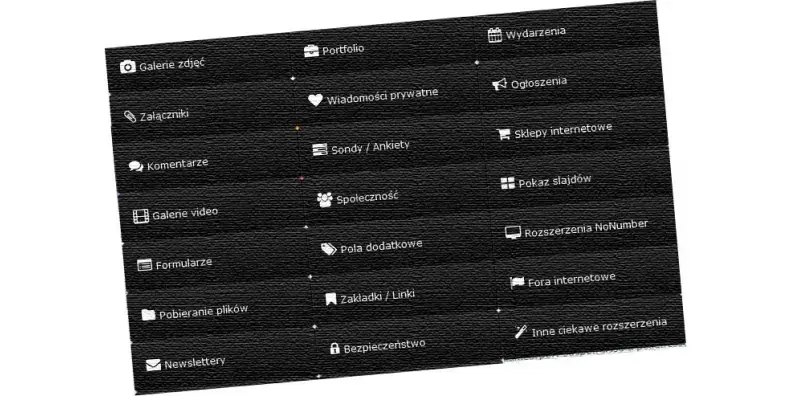 Galerie zdjęć
Załączniki
Komentarze
Galerie video
Formularze
Pobieranie plików
Newslettery
Portfolio
Wiadomości prywatne
Sondy / Ankiety
Społeczność
Pola dodatkowe
Zakładki / Linki
Bezpieczeństwo
Wydarzenia
Ogłoszenia
Sklepy internetowe
Pokaz slajdów
Rozszerzenia NoNumber
Fora internetowe
Inne ciekawe rozszerzenia